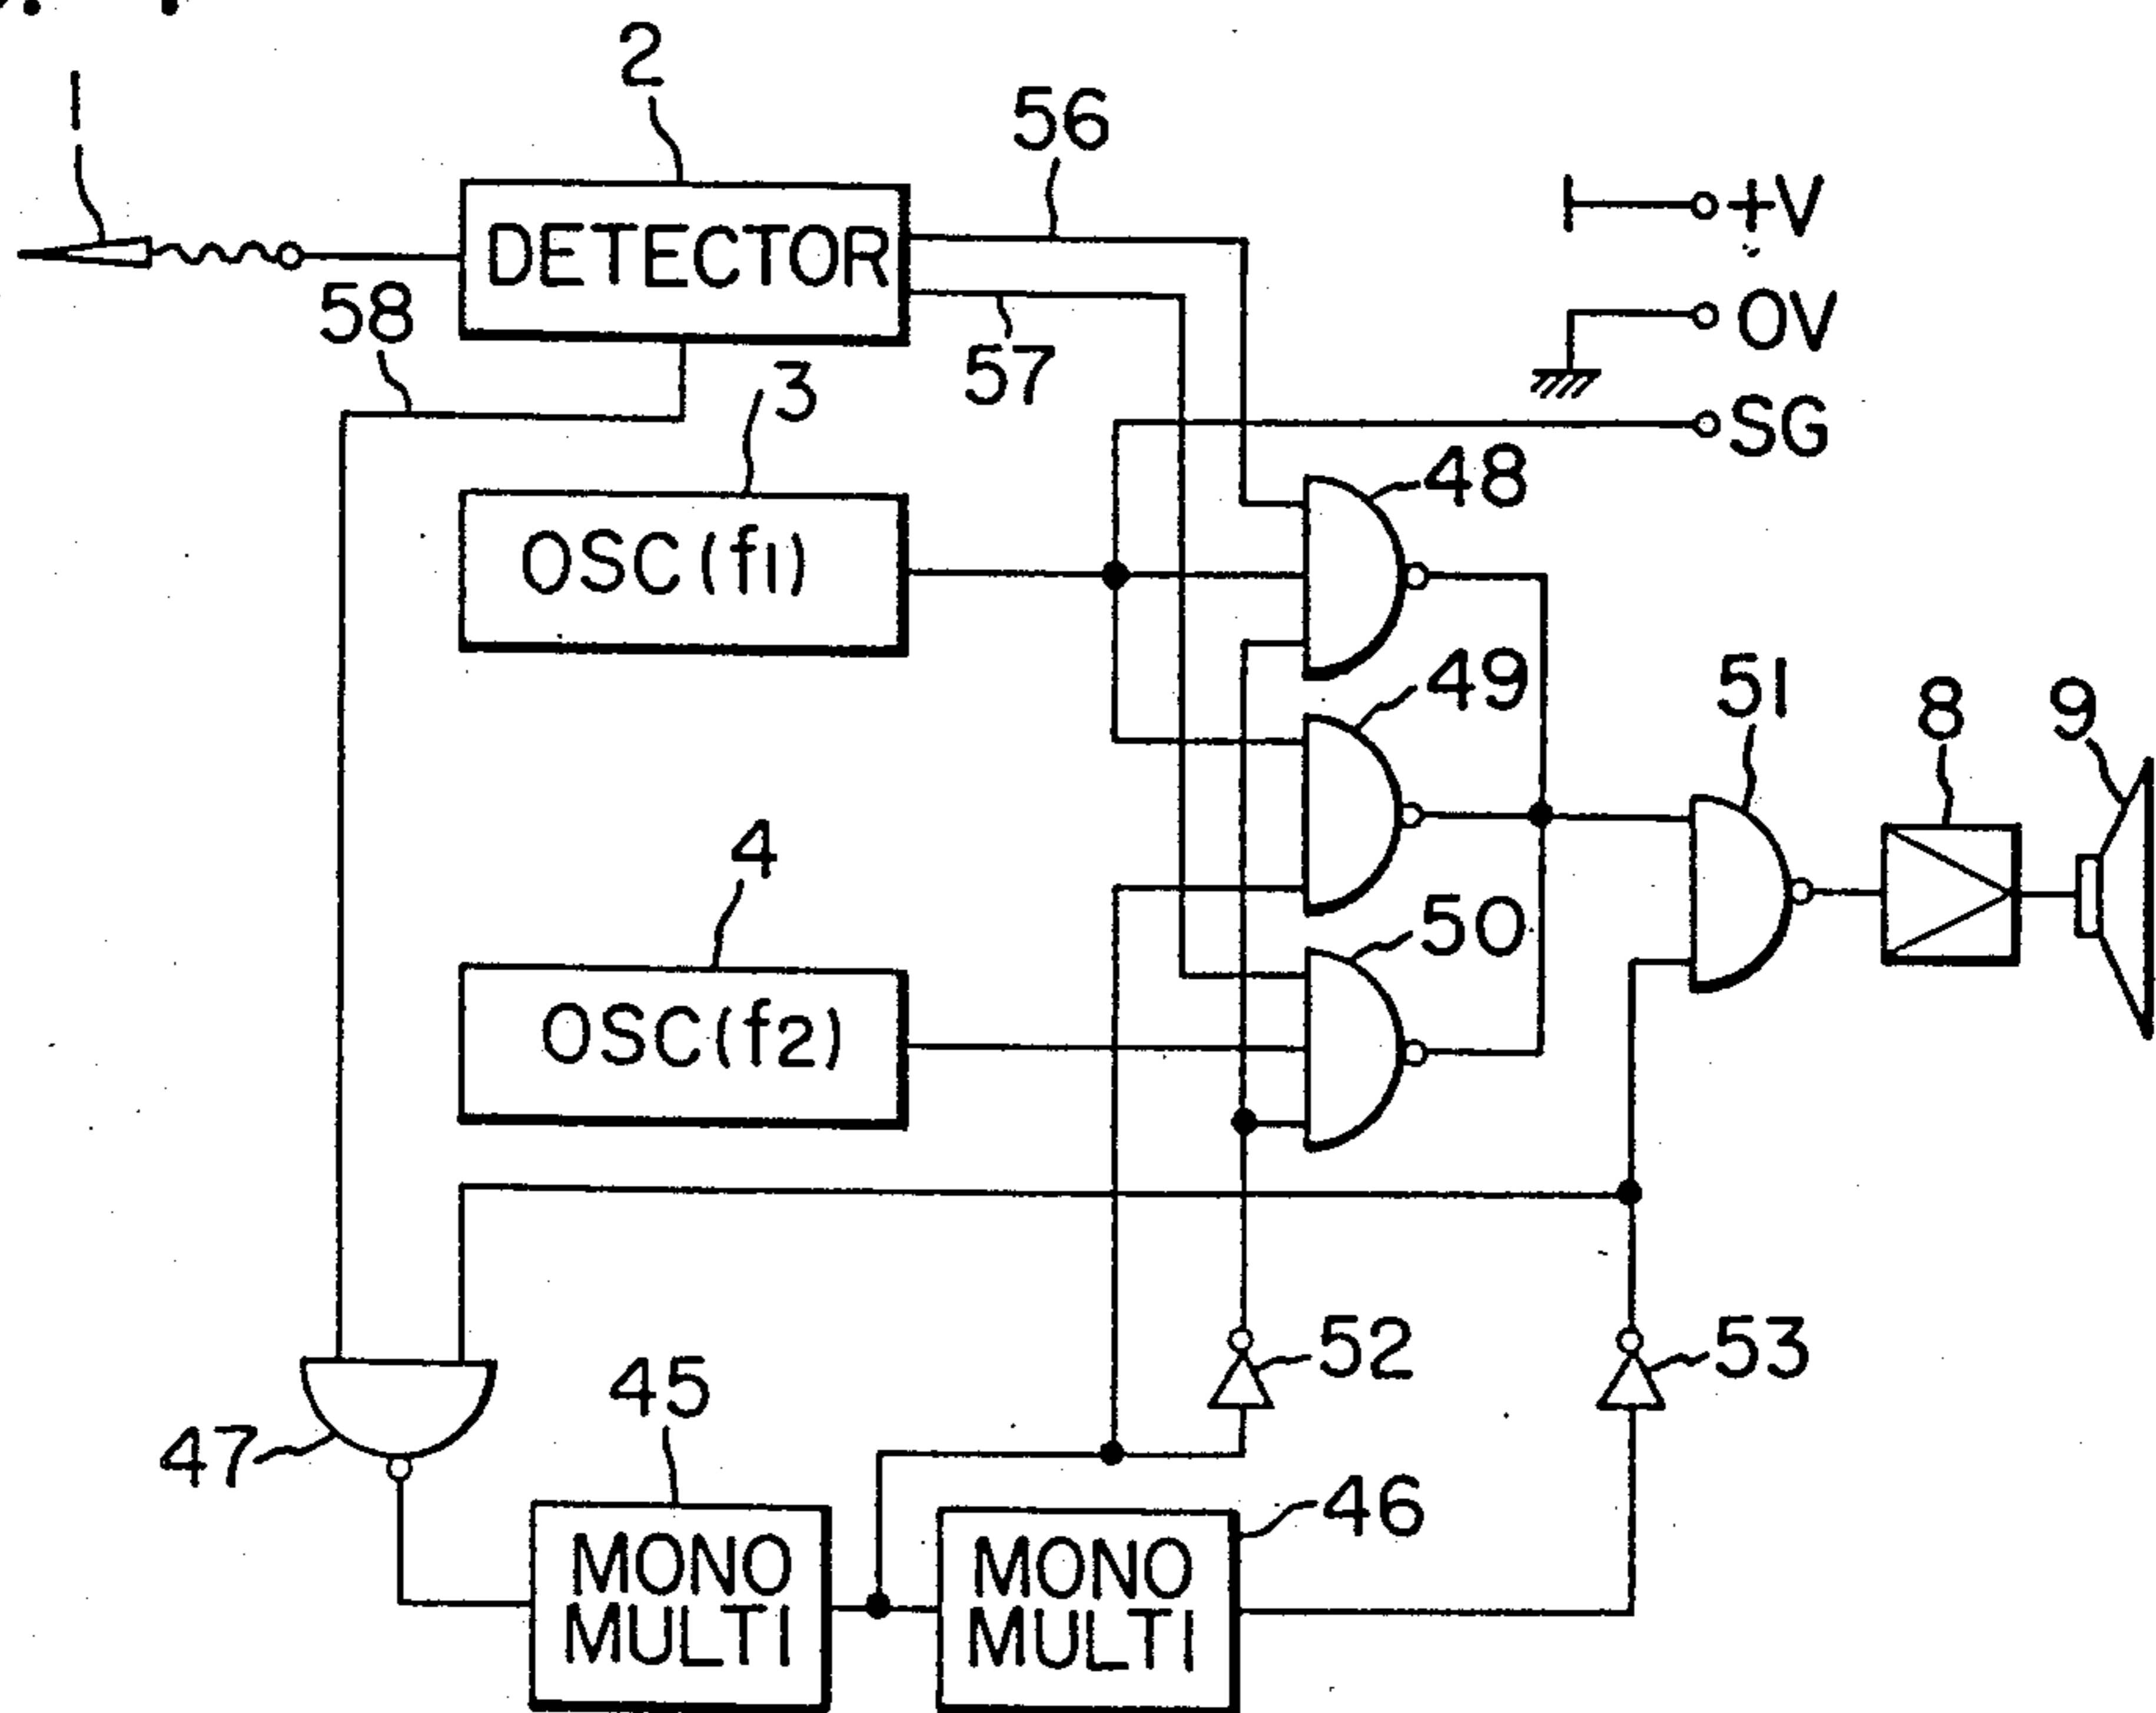 1
2
56
DETECTOR
+V
58
57
0V
3
SG
48
OSC(f1)
49
51
8
9
4
50
OSC(f2)
52
53
45
47
46
MONO
MULTI
MONO
MULTI